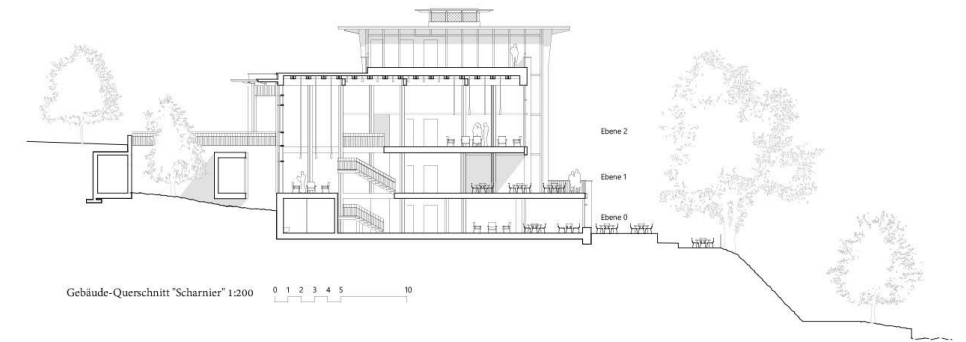 Ebene 2
Ebene 1
Ebene 0
Gebäude-Querschnitt "Scharnier" 1:200
0 1 2 3 4 5 10